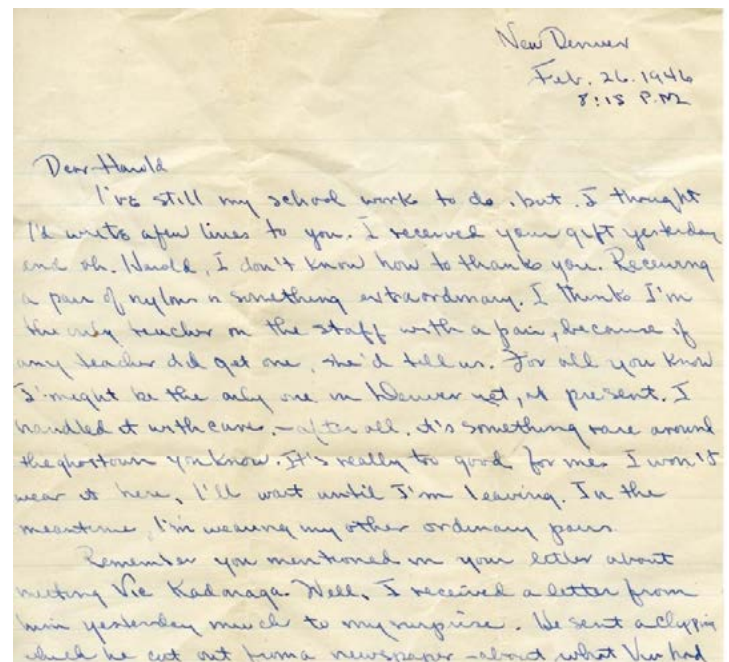 New Denver
Feb. 26. 1946
8:15 P.M.
Dear Harold
I've still my school work to do, but I thought
I'd write a few lines to you. I received your gift yesterday
and oh, Harold, I don't know how to thank you. Receiving
a pair of nylons is something extraordinary. I think I'm
the only teacher on the staff with a pair, because if
any teacher did get one, she'd tell us. For all you know
I might be the only one in Denver yet, at present. I
handled it with care, - after all, it's something rare around
the ghostown you know. It's really to good for me. I won't
wear it here, I'll wait until I'm leaving. In the
meantime, I'm wearing my other ordinary pairs.
Remember you mentioned in your letter about
meeting Vic Kadonaga. Well, I received a letter from
him yesterday much to my surprise. He sent a clipping
which he cut out from a newspaper - about what Vic had